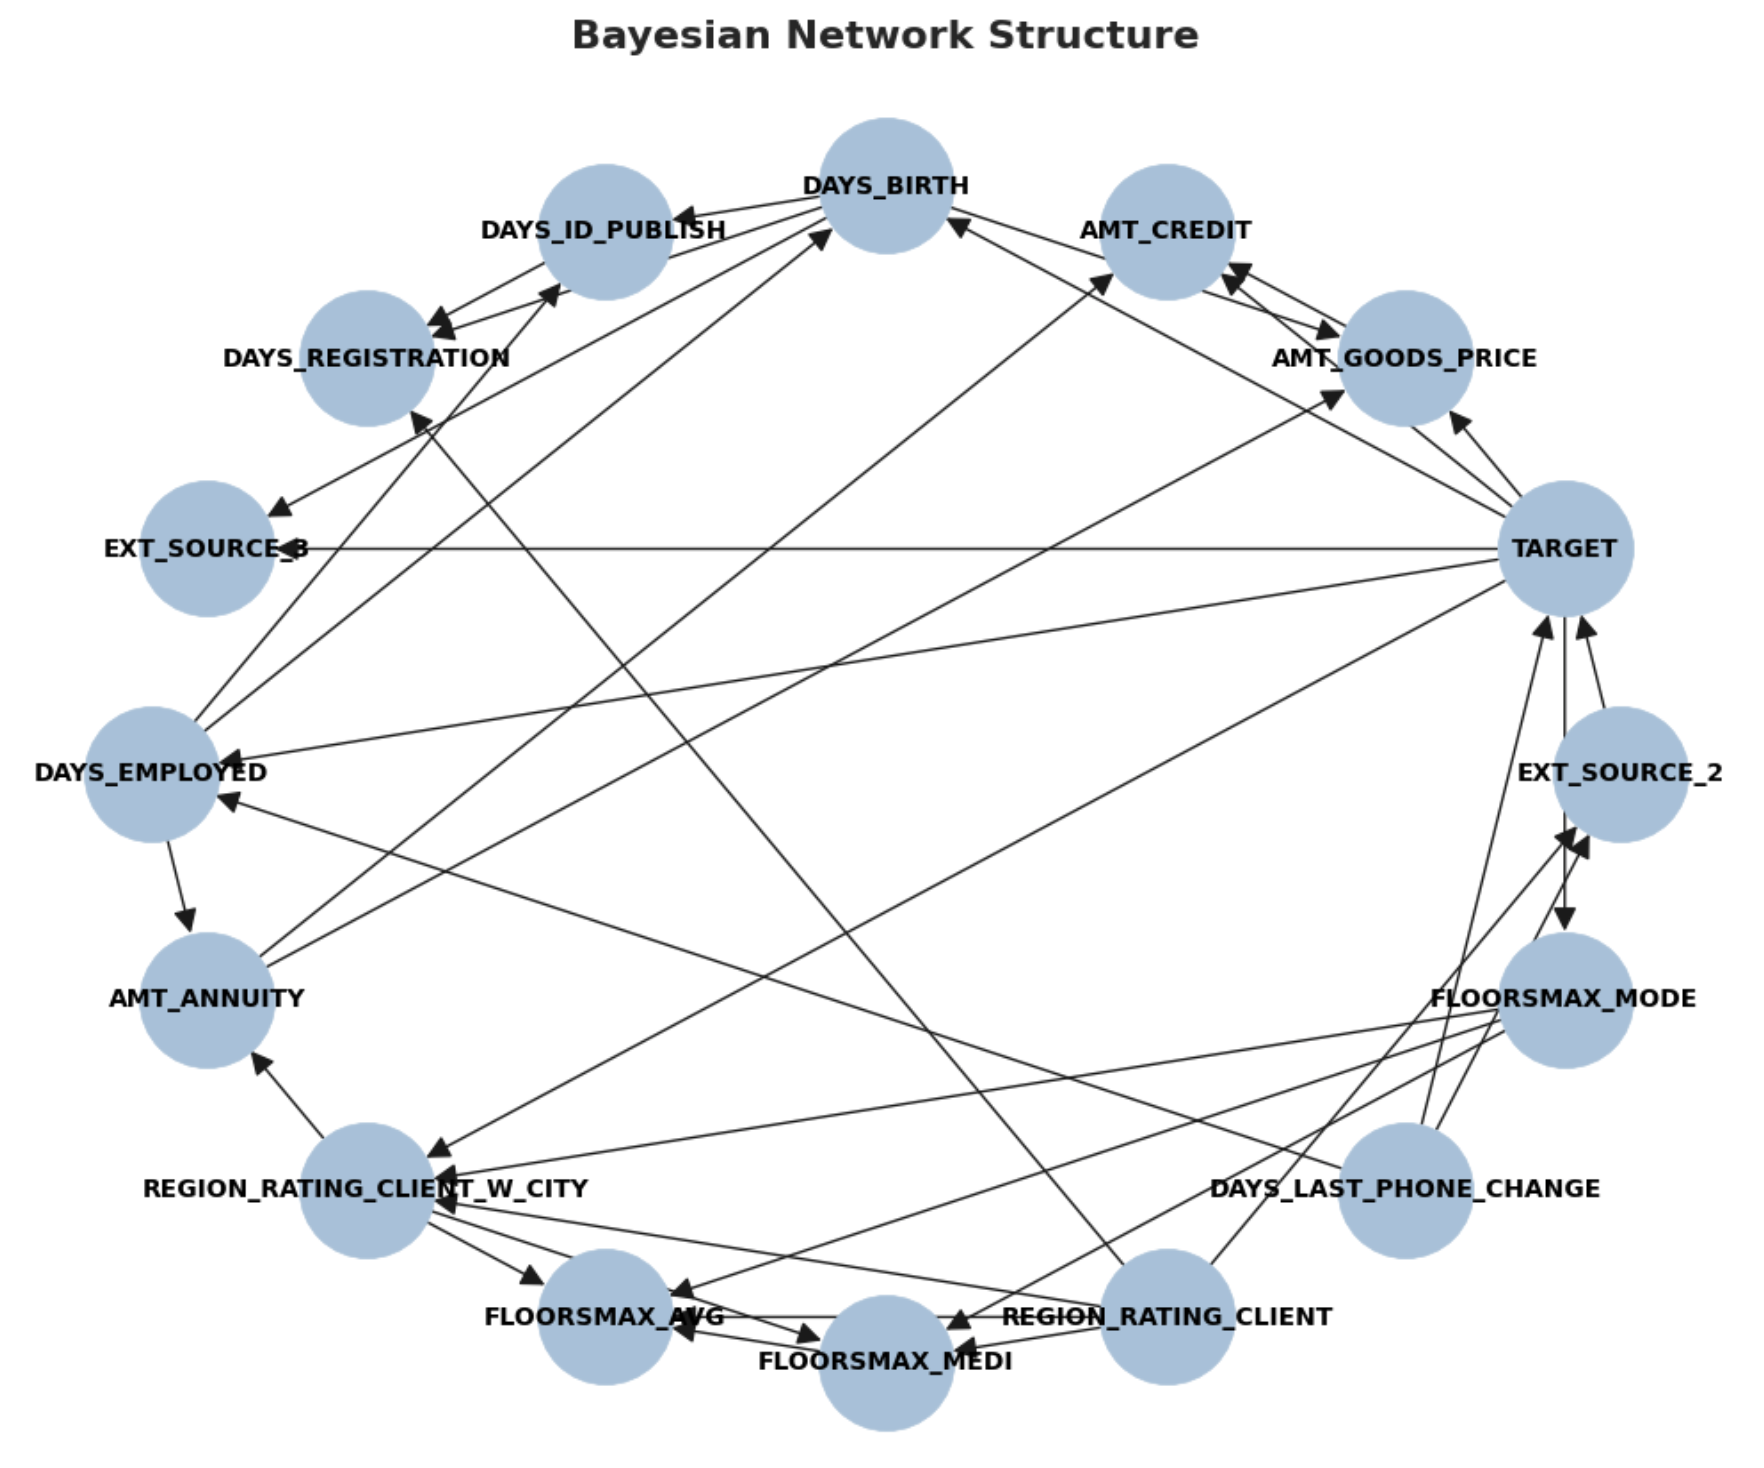 Bayesian Network Structure
DAYS_BIRTH
DAYS_ID_PUBLISH
AMT_CREDIT
DAYS_REGISTRATION
AMT_GOODS_PRICE
EXT_SOURCE_3
TARGET
DAYS_EMPLOYED
EXT_SOURCE_2
AMT_ANNUITY
FLOORSMAX_MODE
REGION_RATING_CLIENT_W_CITY
DAYS_LAST_PHONE_CHANGE
FLOORSMAX_AVG
REGION_RATING_CLIENT
FLOORSMAX_MEDI